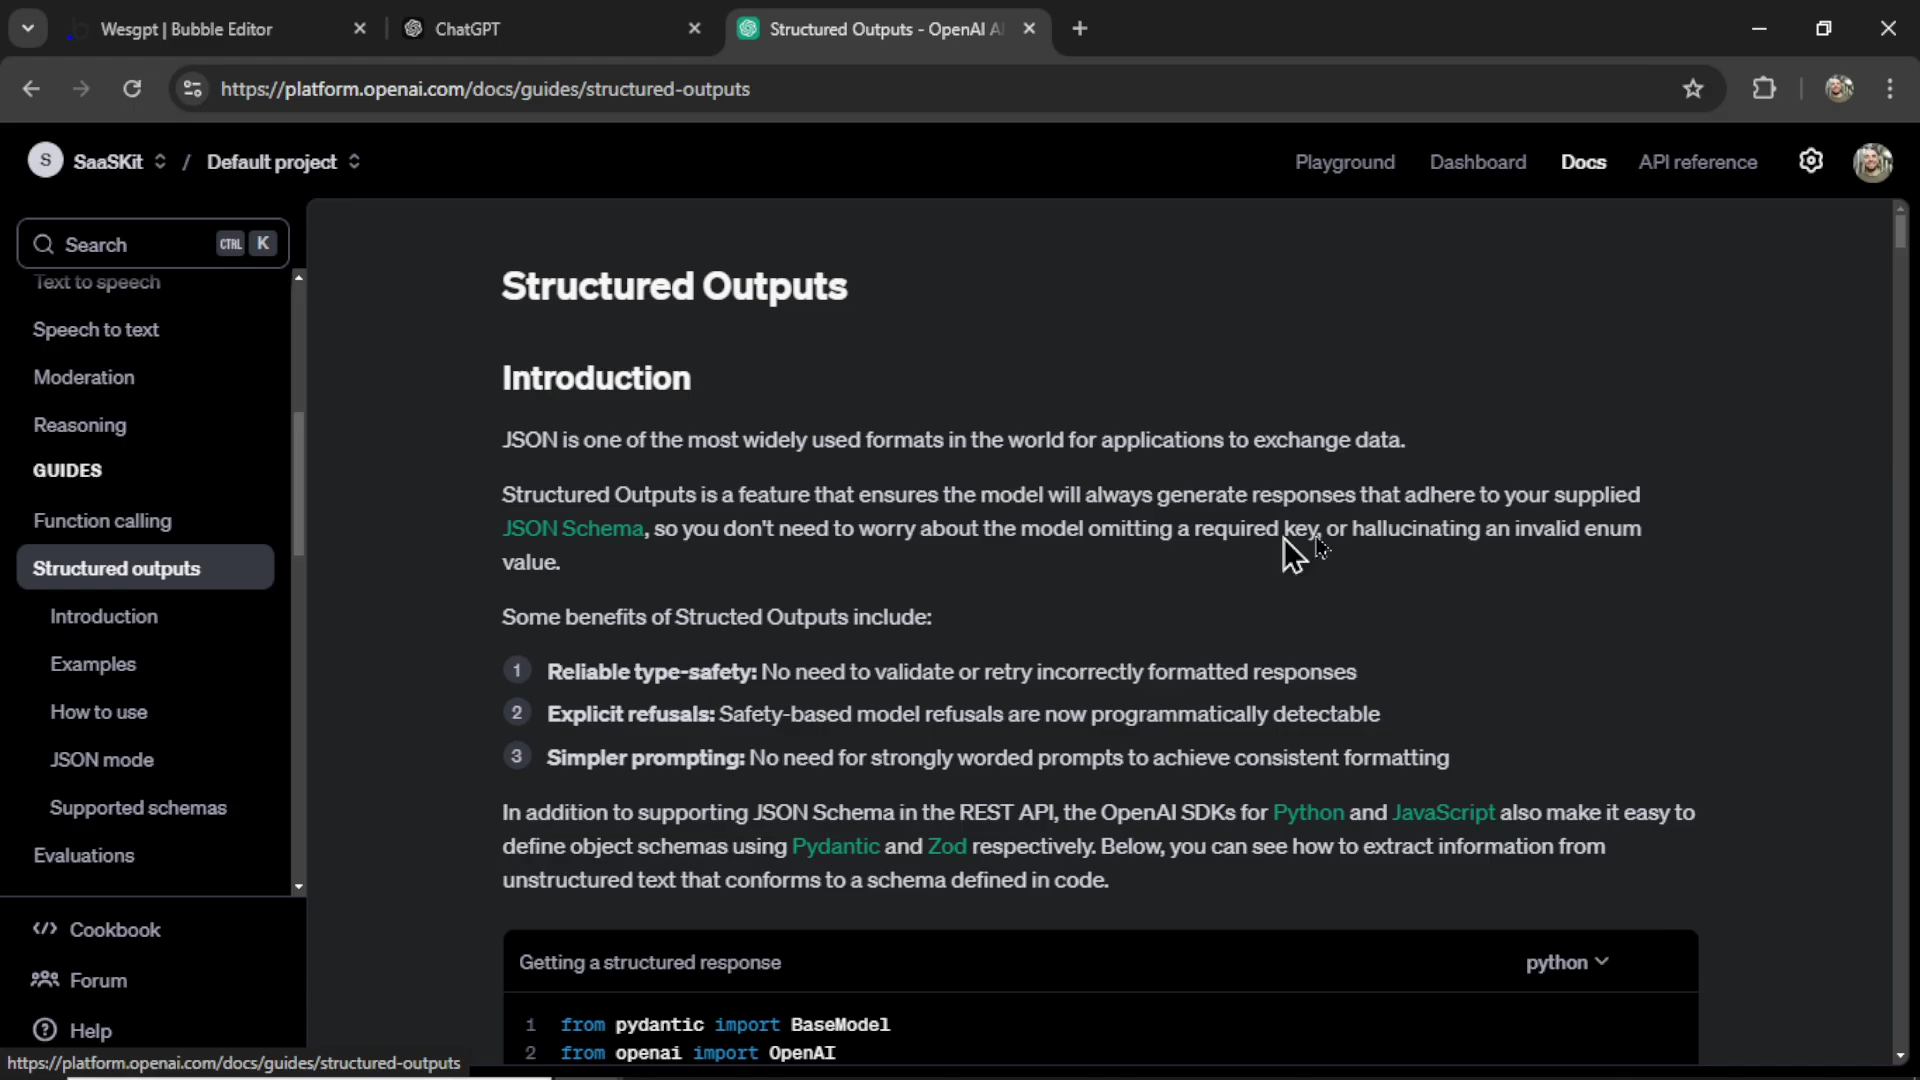 Wesgpt | Bubble Editor
ChatGPT
Structured Outputs - OpenAI A
https://platform.openai.com/docs/guides/structured-outputs
S SaaSKit / Default project
Playground Dashboard Docs API reference
Search CTRL K
Text to speech
Speech to text
Moderation
Reasoning
GUIDES
Function calling
Structured outputs
Introduction
Examples
How to use
JSON mode
Supported schemas
Evaluations
Cookbook
Forum
Help
https://platform.openai.com/docs/guides/structured-outputs
Structured Outputs
Introduction
JSON is one of the most widely used formats in the world for applications to exchange data.
Structured Outputs is a feature that ensures the model will always generate responses that adhere to your supplied
JSON Schema, so you don't need to worry about the model omitting a required key, or hallucinating an invalid enum
value.
Some benefits of Structed Outputs include:
1 Reliable type-safety: No need to validate or retry incorrectly formatted responses
2 Explicit refusals: Safety-based model refusals are now programmatically detectable
3 Simpler prompting: No need for strongly worded prompts to achieve consistent formatting
In addition to supporting JSON Schema in the REST API, the OpenAI SDKs for Python and JavaScript also make it easy to
define object schemas using Pydantic and Zod respectively. Below, you can see how to extract information from
unstructured text that conforms to a schema defined in code.
Getting a structured response python
1 from pydantic import BaseModel
2 from openai import OpenAI